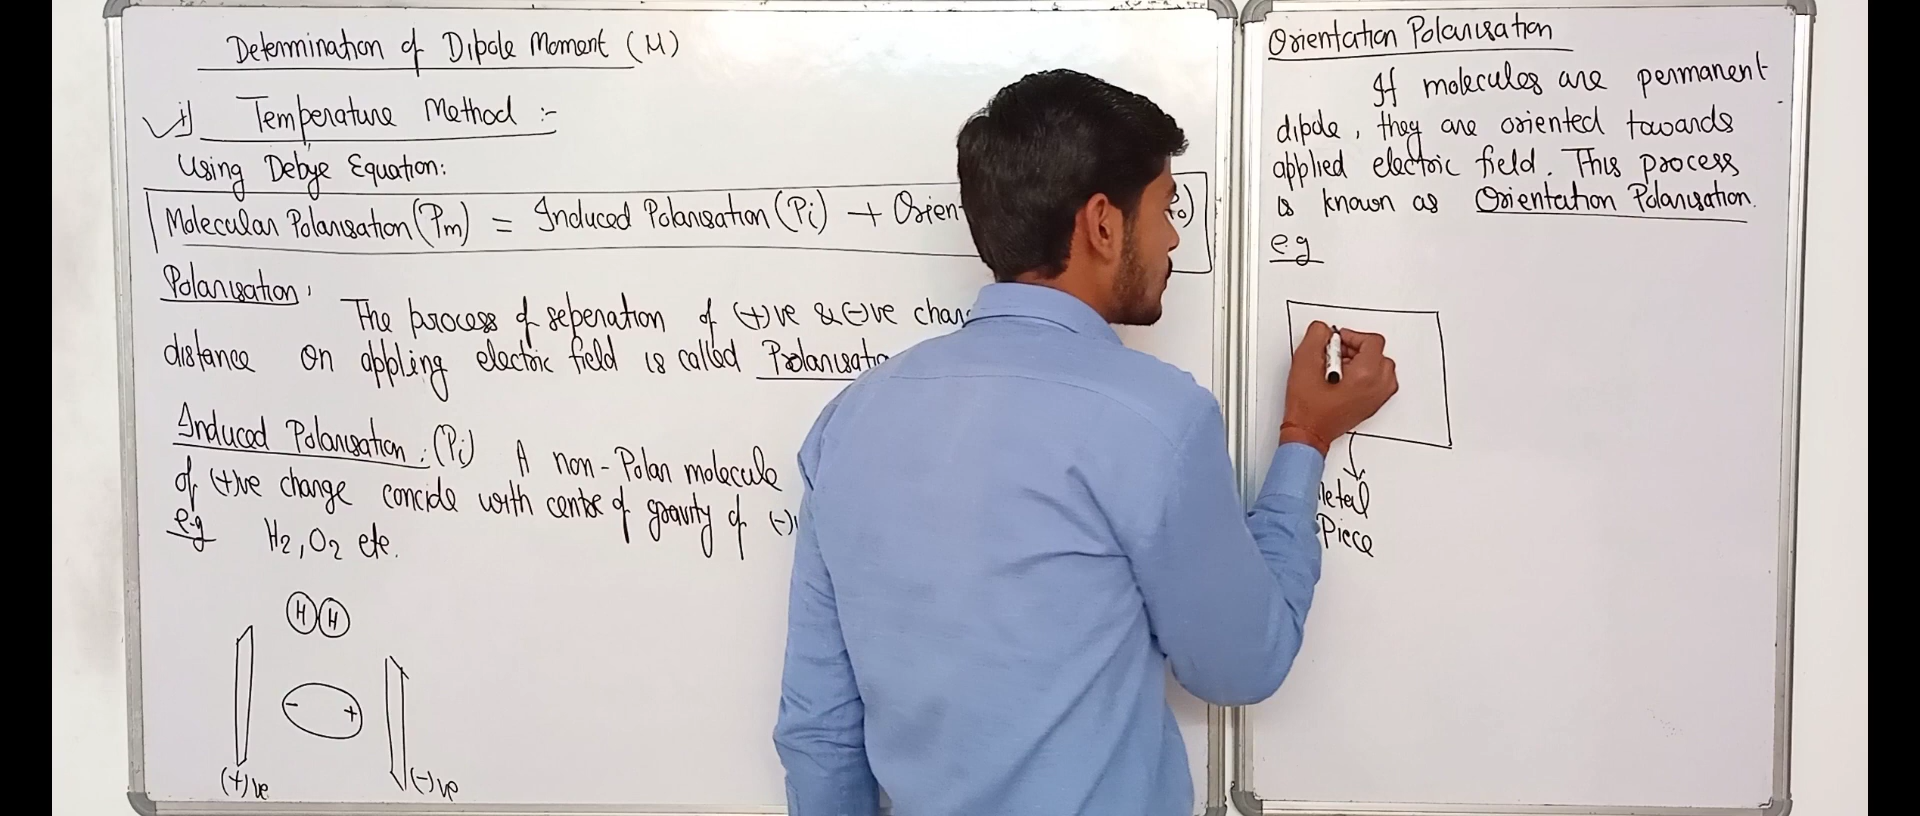 Determination of Dipole Moment (μ)
1) Temperature Method :-
Using Debye Equation:
Molecular Polarisation (Pm) = Induced Polarisation (Pi) + Orien
Polarisation:
The process of seperation of (+)ve & (-)ve char
distance on appling electric field is called Polarisatio
Induced Polarisation: (Pi) A non-Polar molecule
of (+)ve charge concide with centre of gravity of (-)
e.g H2, O2 etc.
H H
- +
(+)ve (-)ve
Orientation Polarisation
If molecules are permanent
dipole, they are oriented towards
applied electric field. This process
is known as Orientation Polarisation.
e.g
etal
Piece